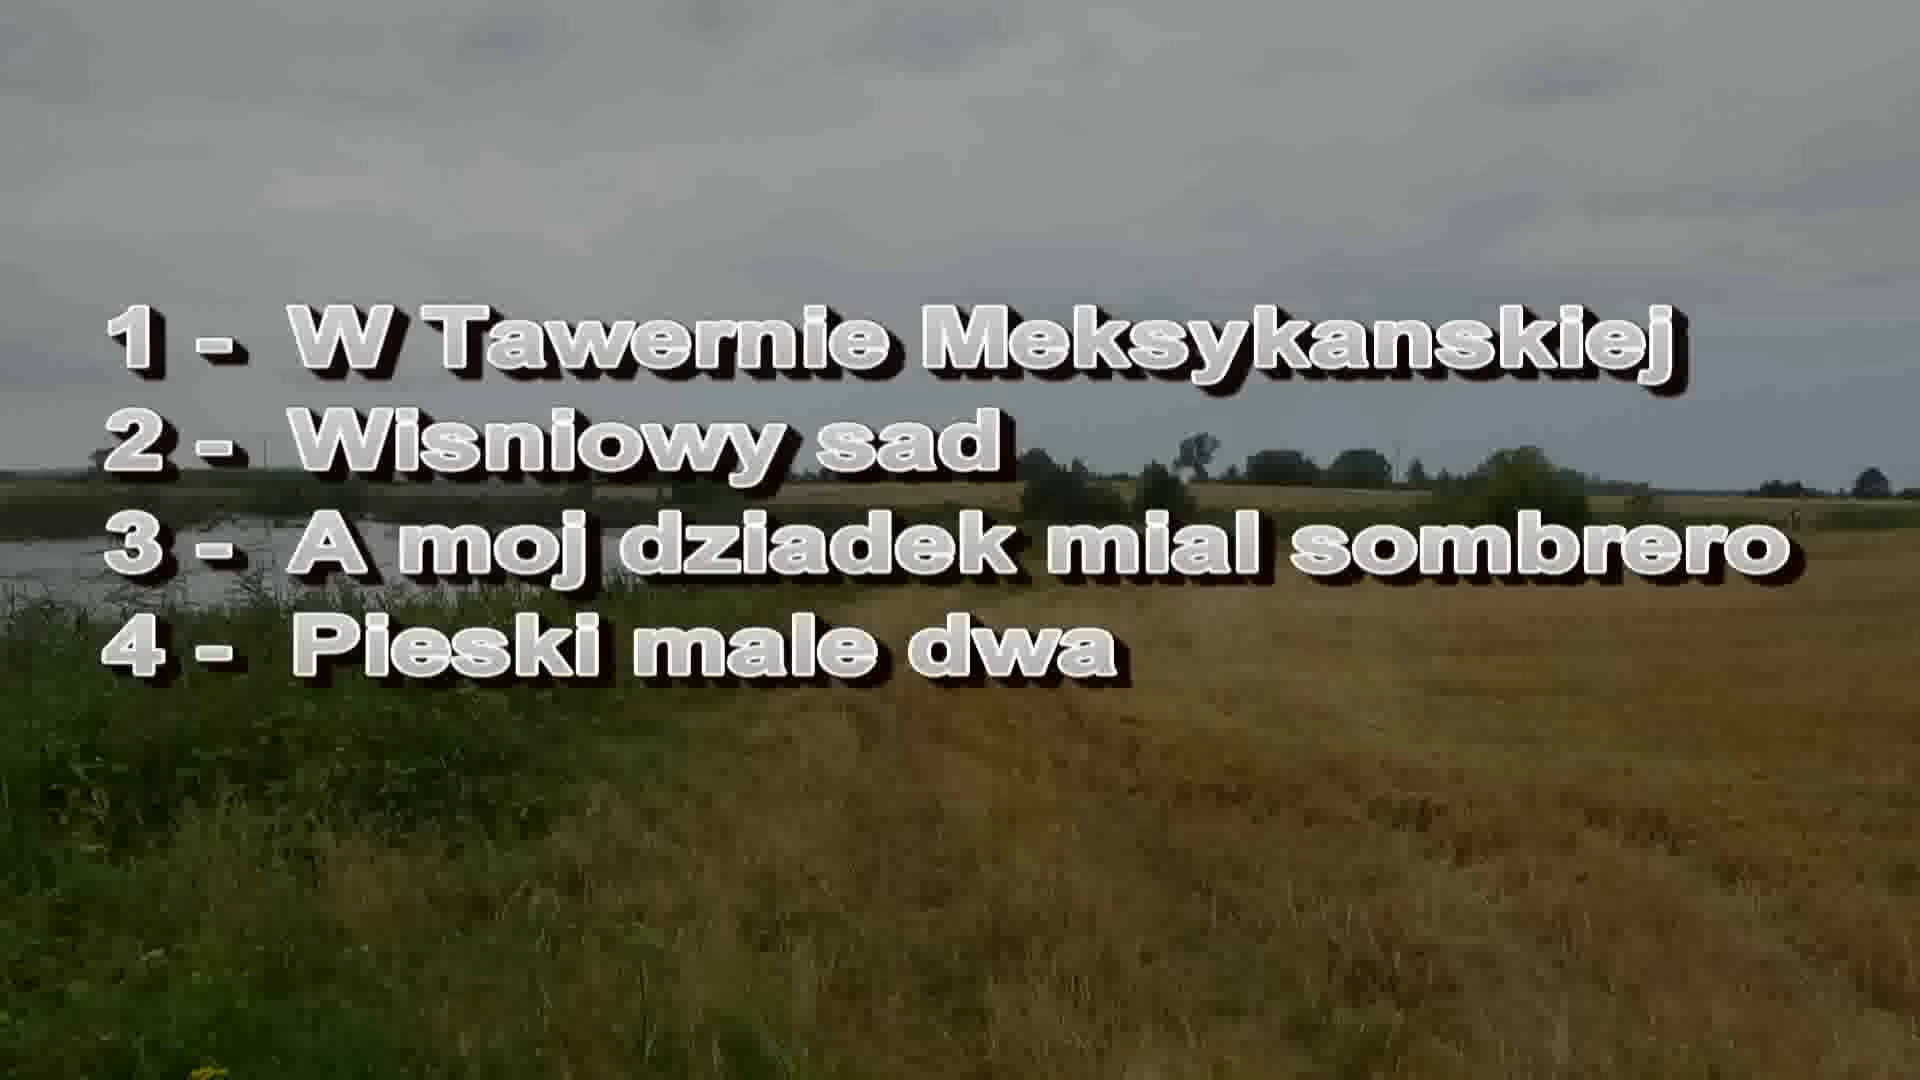 1 - W Tawernie Meksykanskiej
2 - Wisniowy sad
3 - A moj dziadek mial sombrero
4 - Pieski male dwa